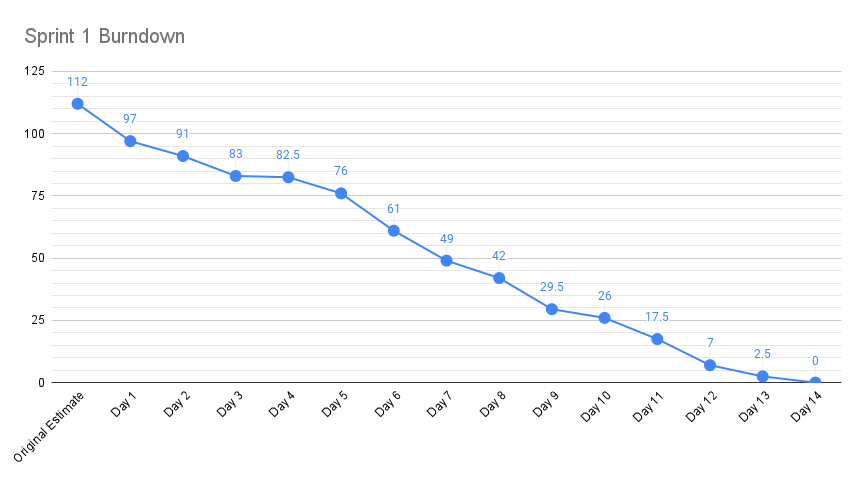 Sprint 1 Burndown
125
100
75
50
25
0
112
97
91
83
82.5
76
61
49
42
29.5
26
17.5
7
2.5
0
Original Estimate
Day 1
Day 2
Day 3
Day 4
Day 5
Day 6
Day 7
Day 8
Day 9
Day 10
Day 11
Day 12
Day 13
Day 14